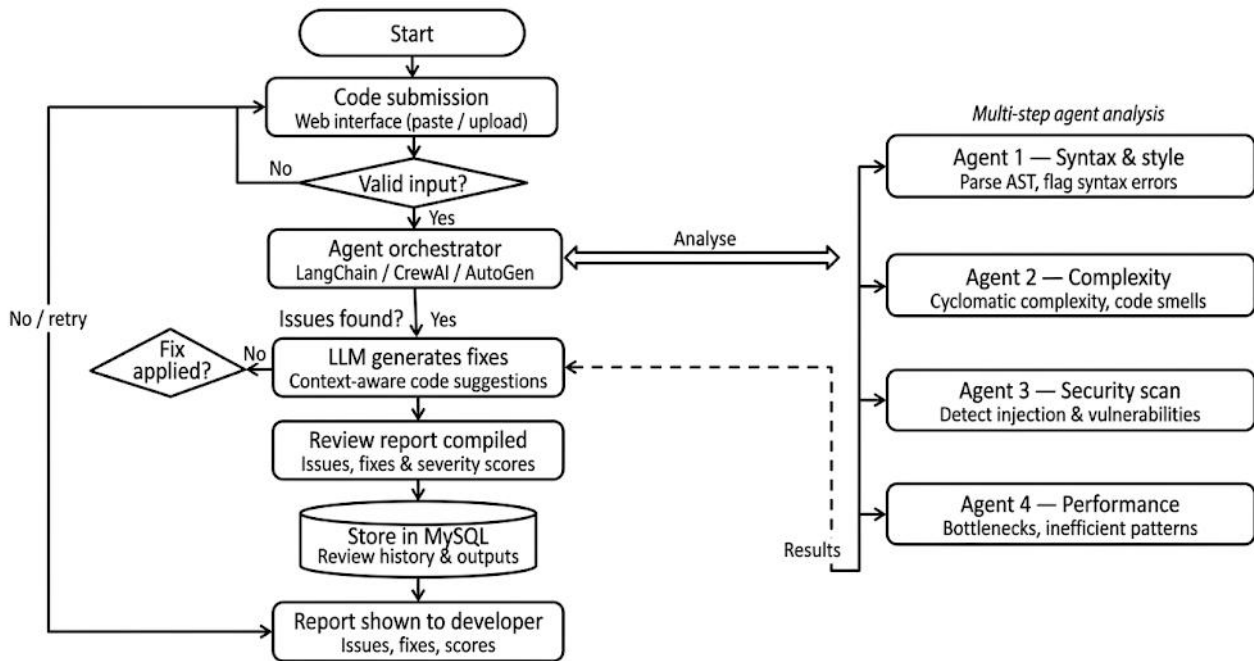 Start
Code submission
Web interface (paste / upload)
No
Valid input?
Yes
Agent orchestrator
LangChain / CrewAI / AutoGen
Analyse
Issues found?
Yes
No / retry
Fix
applied?
No
LLM generates fixes
Context-aware code suggestions
Review report compiled
Issues, fixes & severity scores
Store in MySQL
Review history & outputs
Report shown to developer
Issues, fixes, scores
Multi-step agent analysis
Agent 1 — Syntax & style
Parse AST, flag syntax errors
Agent 2 — Complexity
Cyclomatic complexity, code smells
Agent 3 — Security scan
Detect injection & vulnerabilities
Agent 4 — Performance
Bottlenecks, inefficient patterns
Results